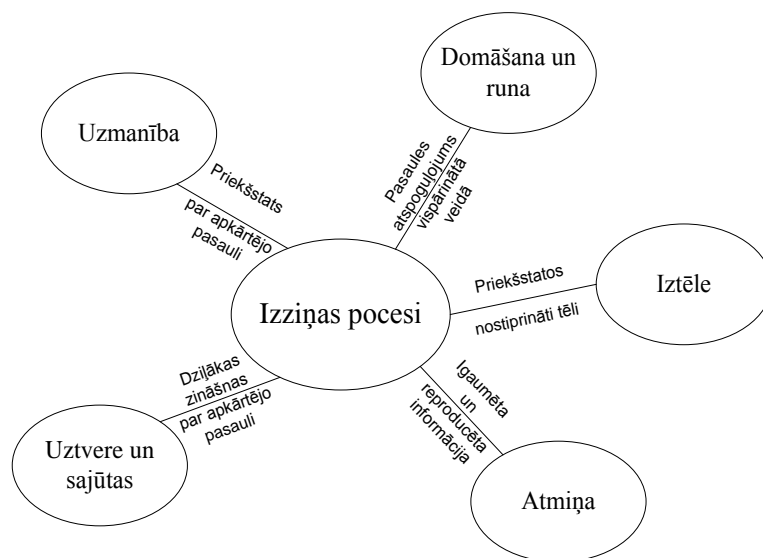 Domāšana un
runa
Uzmanība
Priekšstats
par apkārtējo
pasauli
Pasaules
atspoguļojums
vispārinātā
veidā
Izziņas pocesi
Priekšstatos
nostiprināti tēli
Iztēle
Dziļākas
zināšnas
par apkārtējo
pasauli
Uztvere un
sajūtas
Igaumēta
un
reproducēta
informācija
Atmiņa